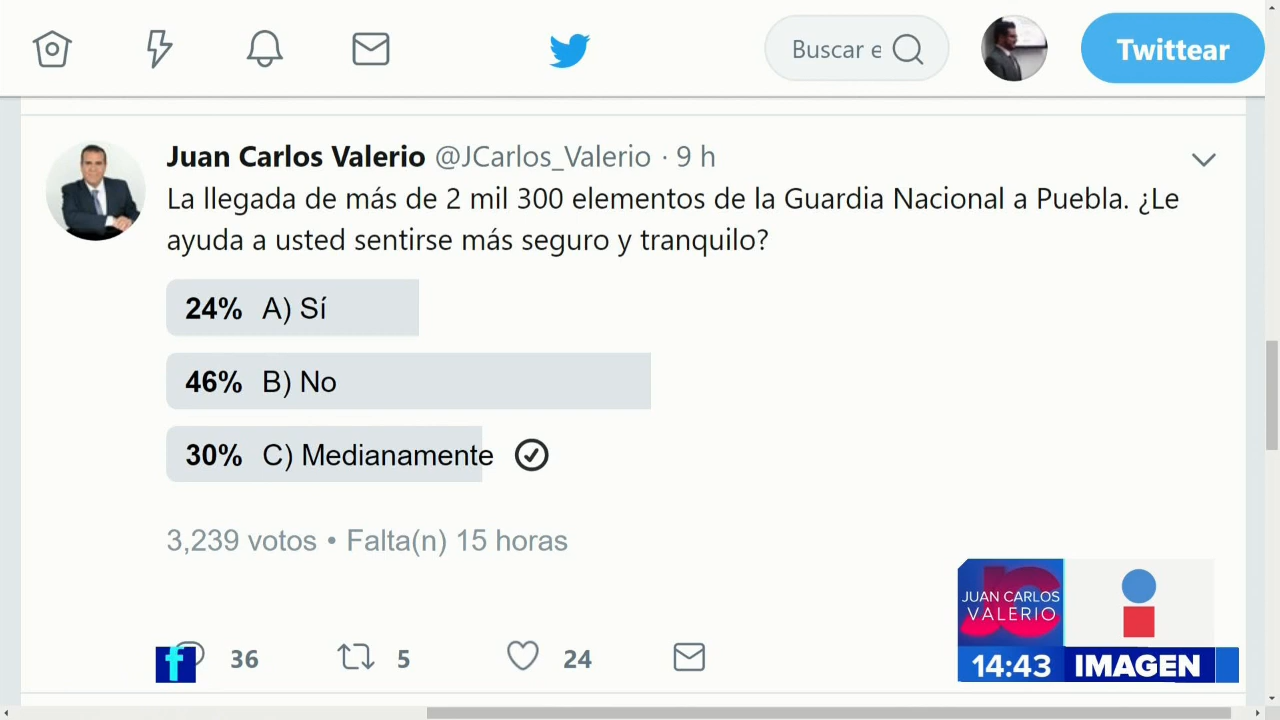 Buscar e
Twittear
Juan Carlos Valerio @JCarlos_Valerio · 9 h
La llegada de más de 2 mil 300 elementos de la Guardia Nacional a Puebla. ¿Le
ayuda a usted sentirse más seguro y tranquilo?
24% A) Sí
46% B) No
30% C) Medianamente
3,239 votos • Falta(n) 15 horas
36 5 24
JC
JUAN CARLOS
VALERIO
14:43 IMAGEN
f